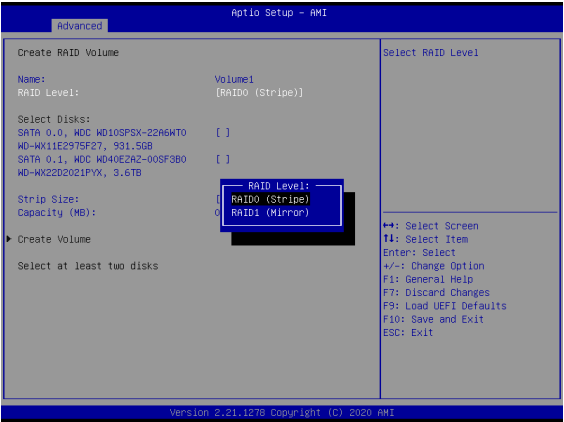 Aptio Setup - AMI
Advanced
Create RAID Volume
Name: Volume1
RAID Level: [RAID0 (Stripe)]
Select Disks:
SATA 0.0, WDC WD10SPSX-22A6WT0 [ ]
WD-WX11E2975F27, 931.5GB
SATA 0.1, WDC WD40EZAZ-00SF3B0 [ ]
WD-WX22D2021PYX, 3.6TB
Strip Size: [
Capacity (MB): 0
Create Volume
Select at least two disks
RAID Level:
RAID0 (Stripe)
RAID1 (Mirror)
Select RAID Level
↔: Select Screen
↑↓: Select Item
Enter: Select
+/-: Change Option
F1: General Help
F7: Discard Changes
F9: Load UEFI Defaults
F10: Save and Exit
ESC: Exit
Version 2.21.1278 Copyright (C) 2020 AMI